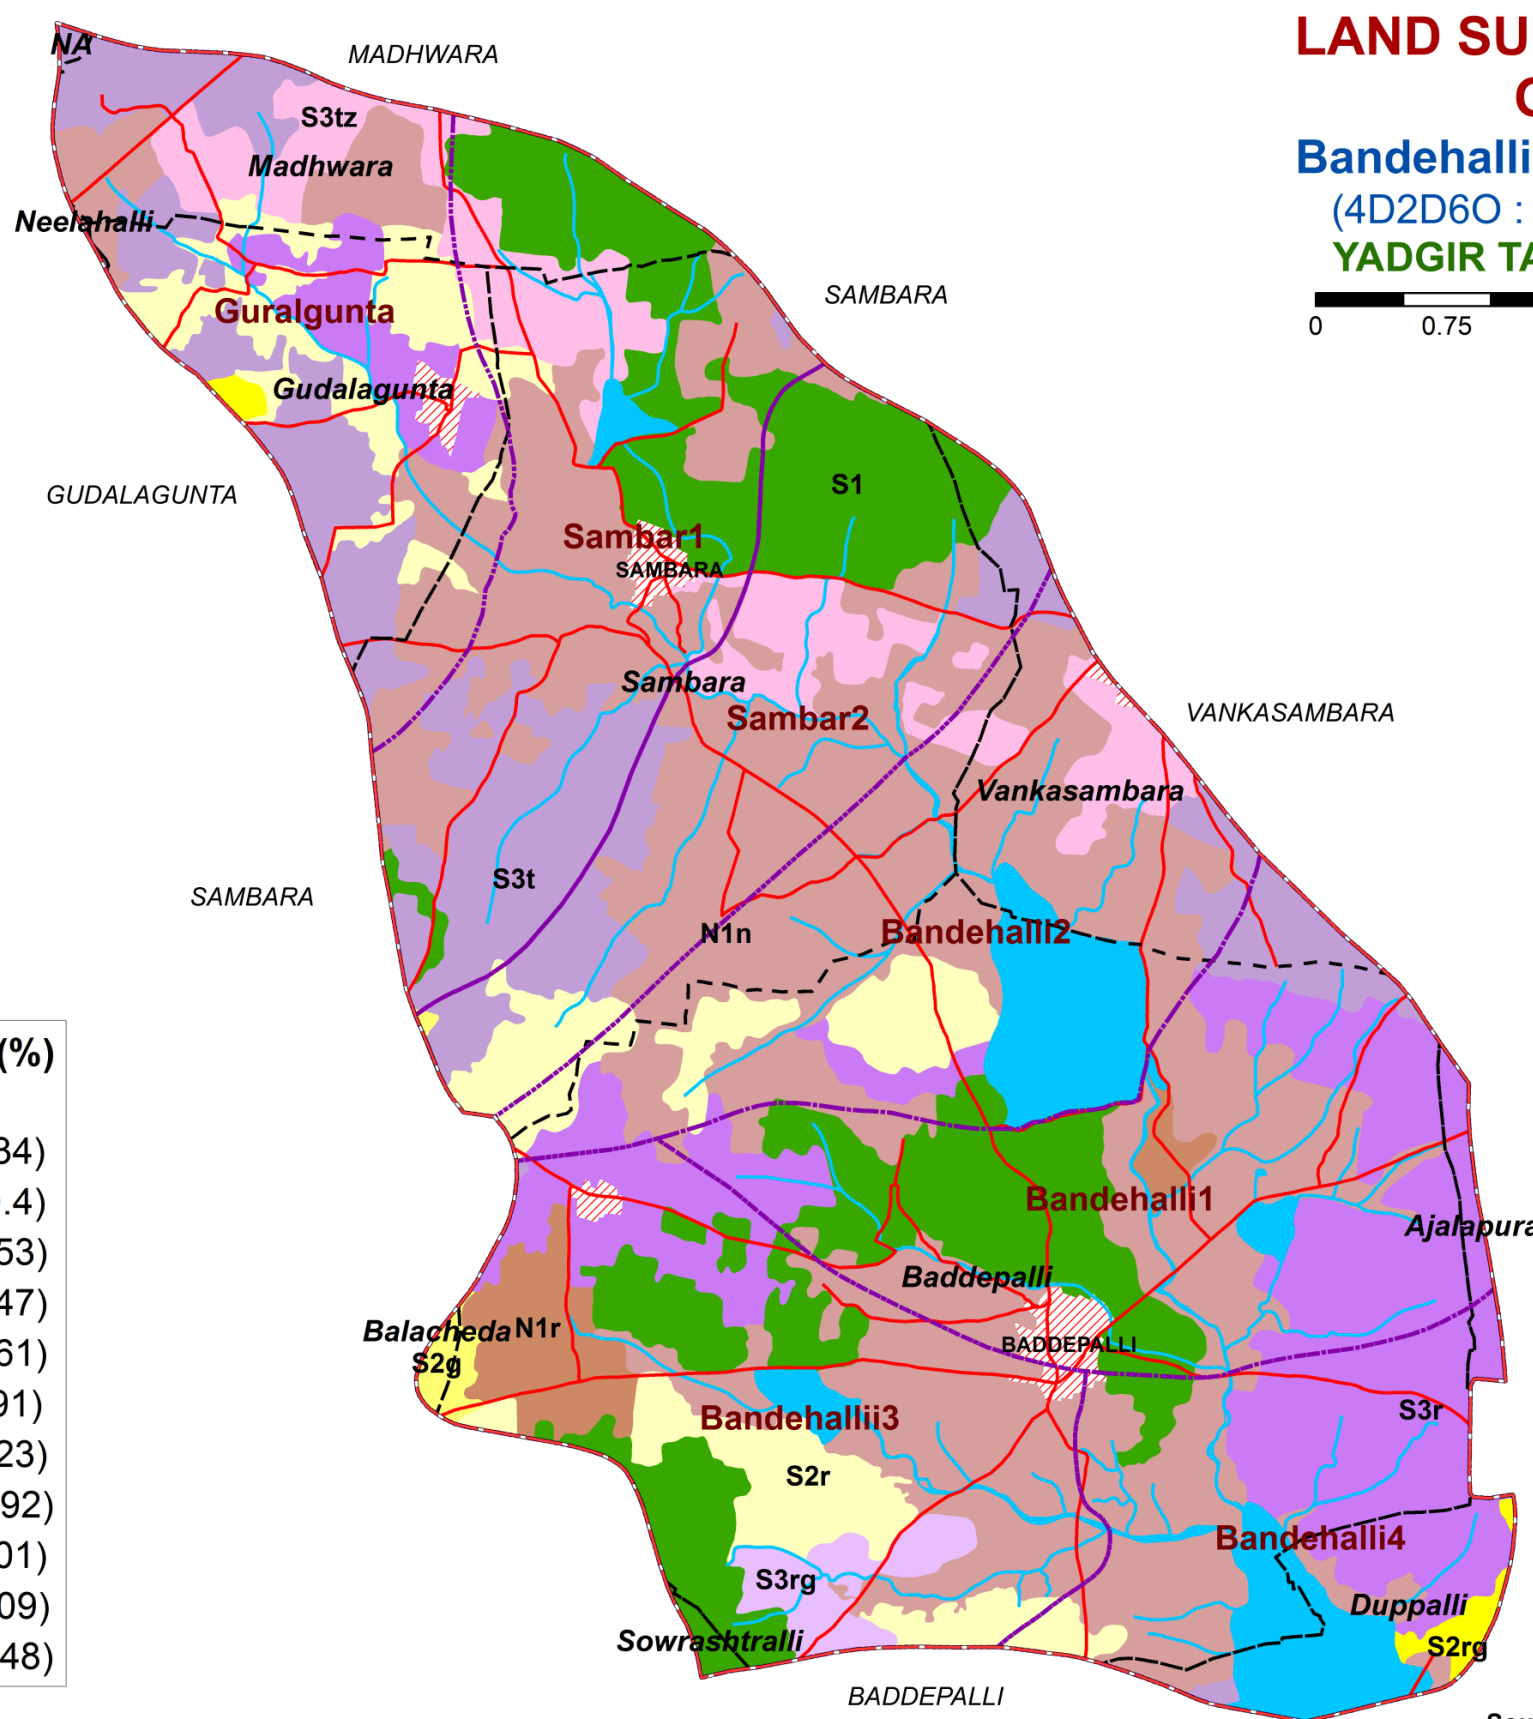 LAND SU
NA
MADHWARA
S3tz
Bandehalli
Madhwara
(4D2D6O :
Neelahalli
YADGIR TA
SAMBARA
Guralgunta
0 0.75
Gudalagunta
GUDALAGUNTA
S1
Sambar1
SAMBARA
Sambara
Sambar2
VANKASAMBARA
Vankasambara
S3t
SAMBARA
N1n
Bandehalli2
(%)
34)
.4)
53)
47)
61)
91)
23)
92)
01)
09)
48)
Bandehalli1
Ajalapura
Baddepalli
Balacheda
N1r
BADDEPALLI
S2g
S3r
Bandehallii3
S2r
Bandehalli4
S3rg
Duppalli
Sowrashtralli
S2rg
BADDEPALLI